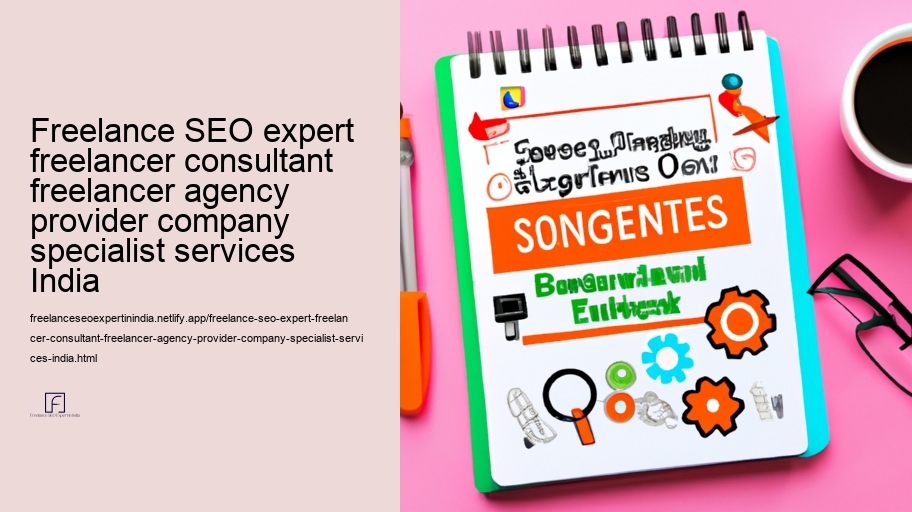 Freelance SEO expert
freelancer consultant
freelancer agency
provider company
specialist services
India
freelanceseoexpertinindia.netlify.app/freelance-seo-expert-freelan
cer-consultant-freelancer-agency-provider-company-specialist-servi
ces-india.html
F
SONGENTES